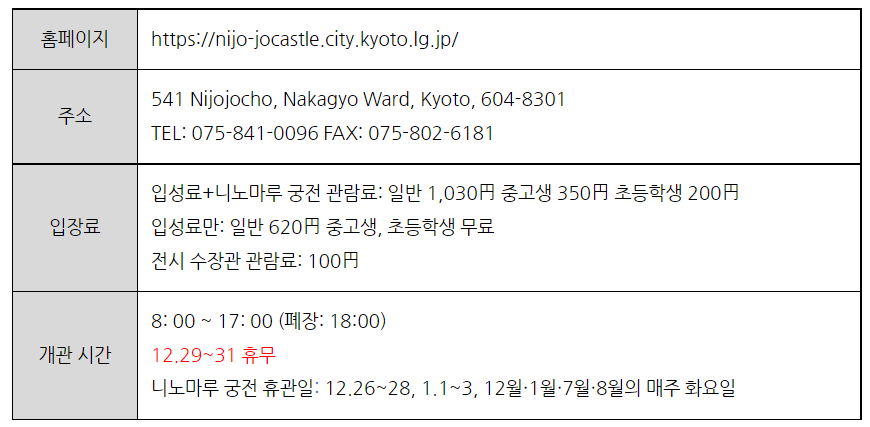 홈페이지
https://nijo-jocastle.city.kyoto.lg.jp/
주소
541 Nijojocho, Nakagyo Ward, Kyoto, 604-8301
TEL: 075-841-0096 FAX: 075-802-6181
입장료
입성료+니노마루 궁전 관람료: 일반 1,030円 중고생 350円 초등학생 200円
입성료만: 일반 620円 중고생, 초등학생 무료
전시 수장관 관람료: 100円
개관 시간
8: 00 ~ 17: 00 (폐장: 18:00)
12.29~31 휴무
니노마루 궁전 휴관일: 12.26~28, 1.1~3, 12월·1월·7월·8월의 매주 화요일